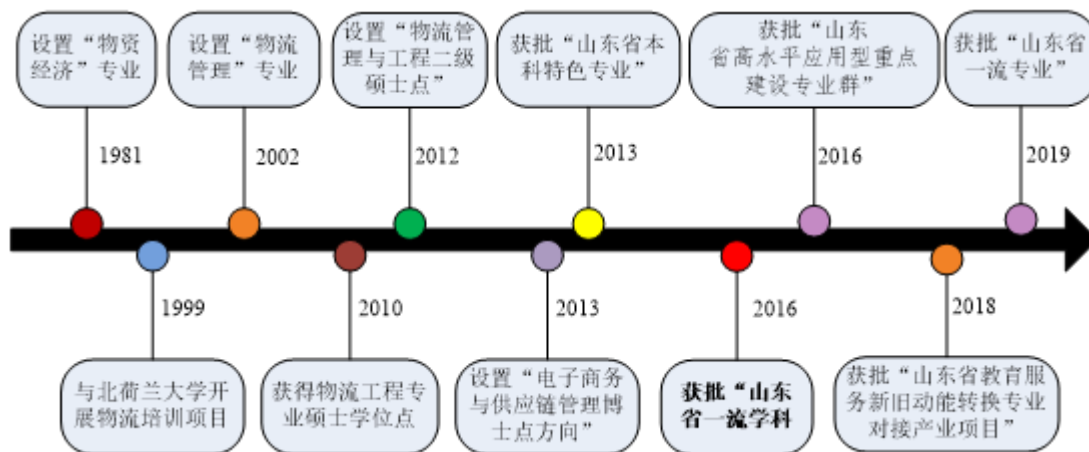 设置“物资
经济”专业
设置“物流
管理”专业
设置“物流管
理与工程二级
硕士点”
获批“山东省本
科特色专业”
获批“山东
省高水平应用型重点
建设专业群”
获批“山东省
一流专业”
1981
2002
2012
2013
2016
2019
1999
2010
2013
2016
2018
与北荷兰大学开
展物流培训项目
获得物流工程专
业硕士学位点
设置“电子商务
与供应链管理博
士点方向”
获批“山东
省一流学科
获批“山东省教育服
务新旧动能转换专业
对接产业项目”